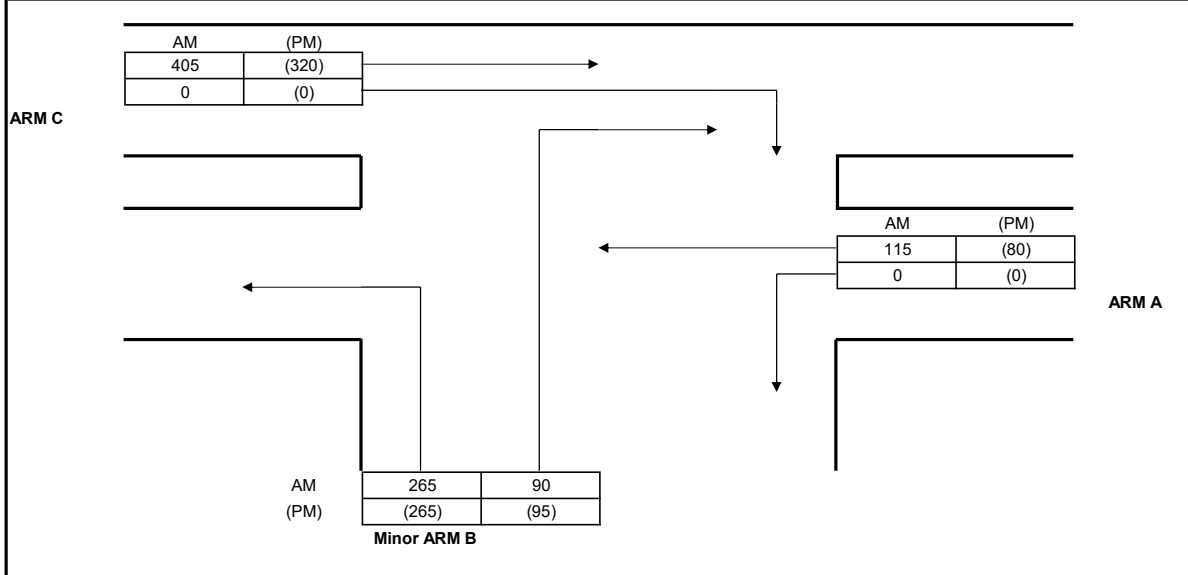 AM (PM)
405 (320)
0 (0)
ARM C
AM (PM)
115 (80)
0 (0)
ARM A
AM 265 90
(PM) (265) (95)
Minor ARM B